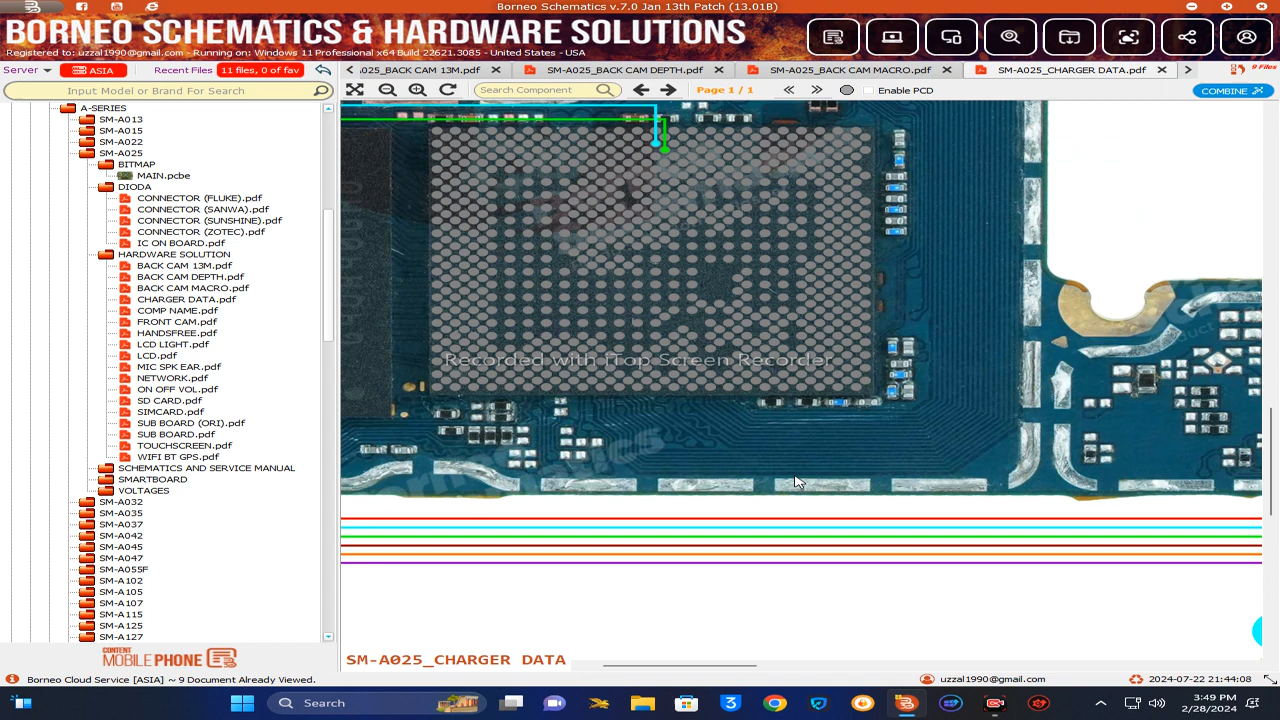 Borneo Schematics v.7.0 Jan 13th Patch (13.01B)
BORNEO SCHEMATICS & HARDWARE SOLUTIONS
Registered to: uzzal1990@gmail.com - Running on: Windows 11 Professional x64 Build 22621.3085 - United States - USA
Server
ASIA
Recent Files
11 files, 0 of fav
\025_BACK CAM 13M.pdf
SM-A025_BACK CAM DEPTH.pdf
SM-A025_BACK CAM MACRO.pdf
SM-A025_CHARGER DATA.pdf
9 Files
Input Model or Brand For Search
Search Component
Page 1 / 1
Enable PCD
COMBINE
A-SERIES
SM-A013
SM-A015
SM-A022
SM-A025
BITMAP
MAIN.pcbe
DIODA
CONNECTOR (FLUKE).pdf
CONNECTOR (SANWA).pdf
CONNECTOR (SUNSHINE).pdf
CONNECTOR (ZOTEC).pdf
IC ON BOARD.pdf
HARDWARE SOLUTION
BACK CAM 13M.pdf
BACK CAM DEPTH.pdf
BACK CAM MACRO.pdf
CHARGER DATA.pdf
COMP NAME.pdf
FRONT CAM.pdf
HANDSFREE.pdf
LCD LIGHT.pdf
LCD.pdf
MIC SPK EAR.pdf
NETWORK.pdf
ON OFF VOL.pdf
SD CARD.pdf
SIMCARD.pdf
SUB BOARD (ORI).pdf
SUB BOARD.pdf
TOUCHSCREEN.pdf
WIFI BT GPS.pdf
SCHEMATICS AND SERVICE MANUAL
SMARTBOARD
VOLTAGES
SM-A032
SM-A035
SM-A037
SM-A042
SM-A045
SM-A047
SM-A055F
SM-A102
SM-A105
SM-A107
SM-A115
SM-A125
SM-A127
Recorded with iTop Screen Recorder
CONTENT
MOBILE PHONE
SM-A025_CHARGER DATA
Borneo Cloud Service [ASIA] ~ 9 Document Already Viewed.
uzzal1990@gmail.com
2024-07-22 21:44:08
Search
3:49 PM
2/28/2024